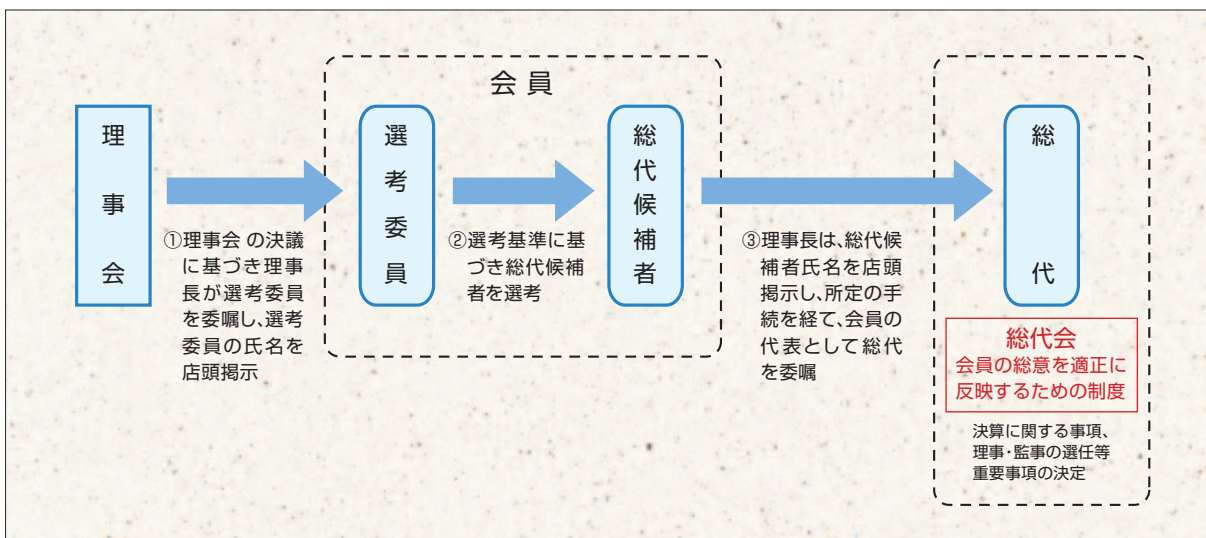 会員
理事会
選考委員
総代候補者
総代
①理事会の決議
に基づき理事
長が選考委員
を委嘱し、選考
委員の氏名を
店頭掲示
②選考基準に基
づき総代候補
者を選考
③理事長は、総代候
補者氏名を店頭
掲示し、所定の手
続を経て、会員の
代表として総代
を委嘱
総代会
会員の総意を適正に
反映するための制度
決算に関する事項、
理事・監事の選任等
重要事項の決定